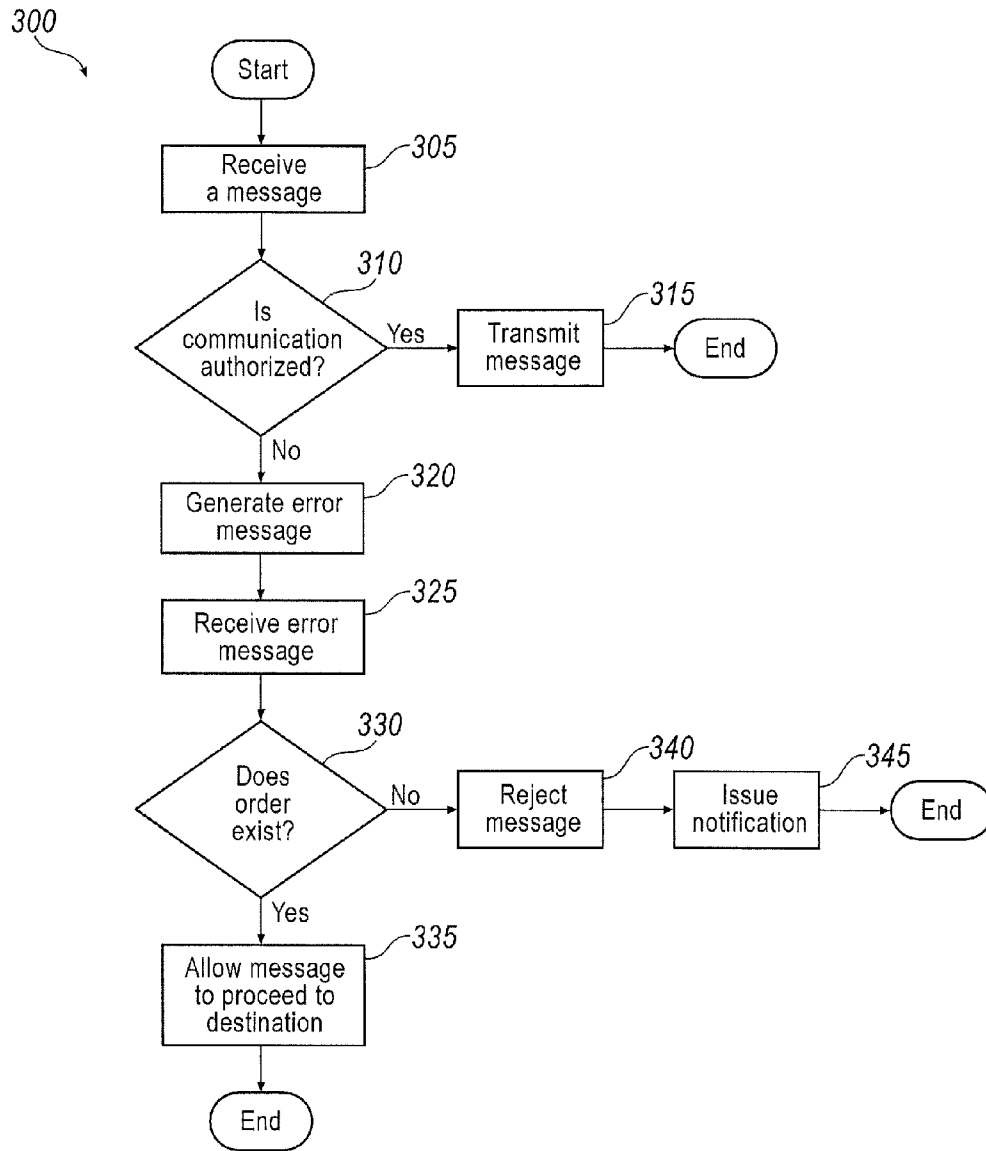 300
Start
305
Receive
a message
310
Is
communication
authorized?
Yes
315
Transmit
message
End
No
320
Generate error
message
325
Receive error
message
330
Does
order
exist?
No
340
Reject
message
345
Issue
notification
End
Yes
335
Allow message
to proceed to
destination
End